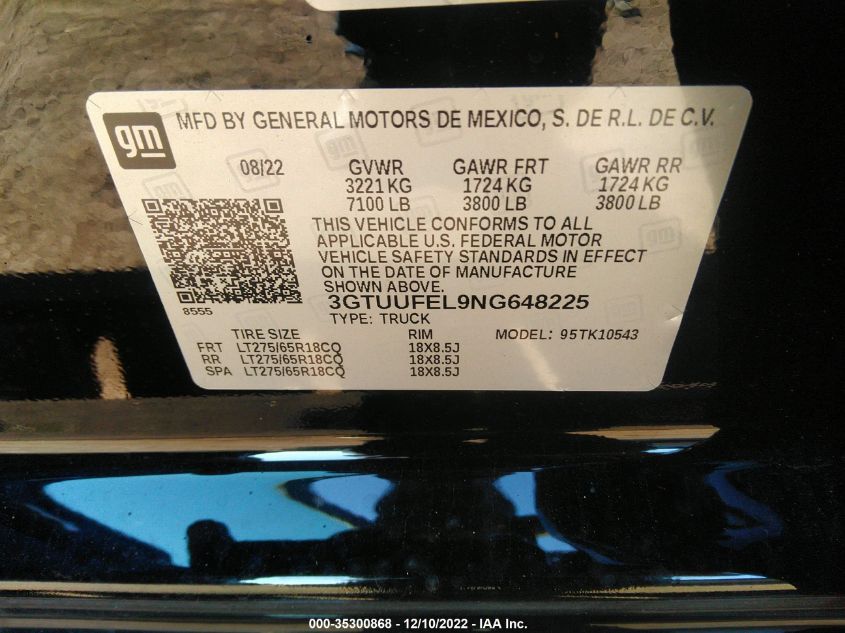 gm
MFD BY GENERAL MOTORS DE MEXICO, S. DE R.L. DE C.V.
08/22 GVWR GAWR FRT GAWR RR
3221 KG 1724 KG 1724 KG
7100 LB 3800 LB 3800 LB
THIS VEHICLE CONFORMS TO ALL
APPLICABLE U.S. FEDERAL MOTOR
VEHICLE SAFETY STANDARDS IN EFFECT
ON THE DATE OF MANUFACTURE
SHOWN ABOVE.
8555
3GTUUFEL9NG648225
TYPE: TRUCK
TIRE SIZE RIM MODEL: 95TK10543
FRT LT275/65R18CQ 18X8.5J
RR LT275/65R18CQ 18X8.5J
SPA LT275/65R18CQ 18X8.5J
000-35300868 - 12/10/2022 - IAA Inc.